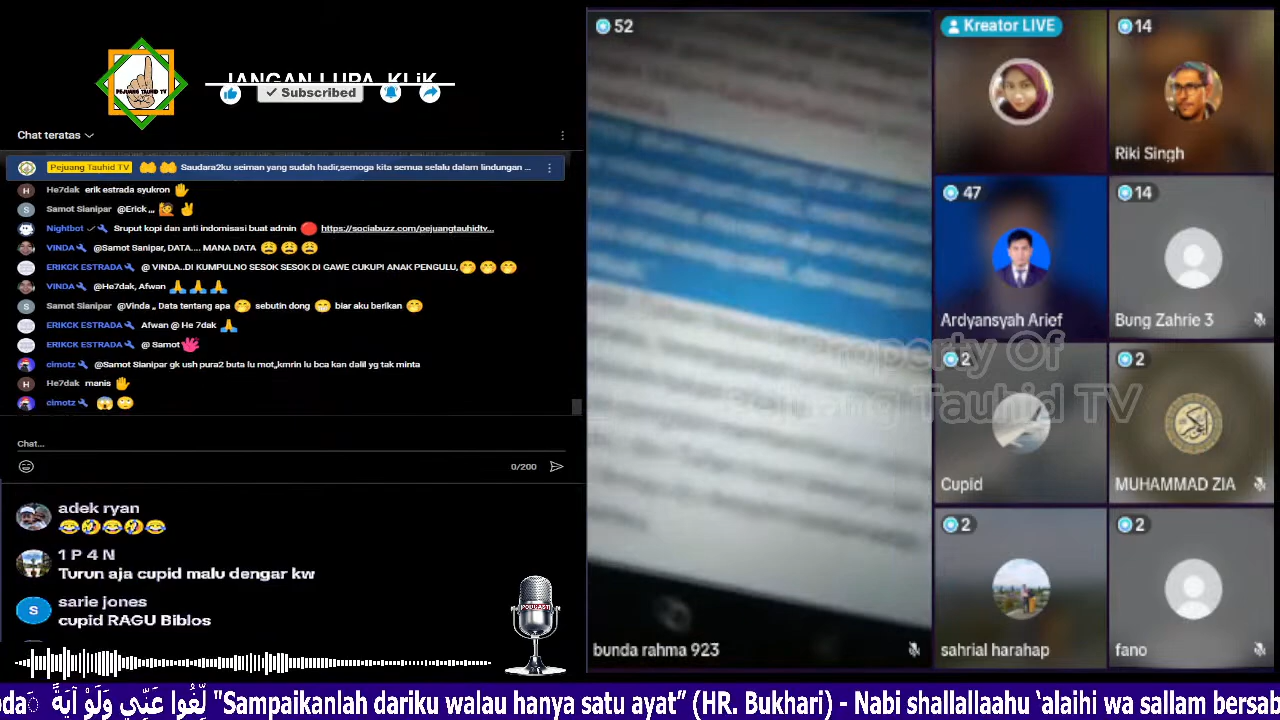 JANGAN LUPA KLiK
Subscribed
PEJUANG TAUHID TV
PODCAST
Chat teratas
Pejuang Tauhid TV Saudara2ku seiman yang sudah hadir,semoga kita semua selalu dalam lindungan ...
He7dak erik estrada syukron ✋
Samot Sianipar @Erick ,,, 🙋 ✌
Nightbot Sruput kopi dan anti indomisasi buat admin 🔴 https://sociabuzz.com/pejuangtauhidtv...
VINDA @Samot Sanipar, DATA.... MANA DATA 😩 😩 😩
ERIKCK ESTRADA @ VINDA..DI KUMPULNO SESOK SESOK DI GAWE CUKUPI ANAK PENGULU, 🤭 🤭 🤭
VINDA @He7dak, Afwan 🙏 🙏 🙏
Samot Sianipar @Vinda ,, Data tentang apa 🤭 sebutin dong 😁 biar aku berikan 🤭
ERIKCK ESTRADA Afwan @ He 7dak 🙏
ERIKCK ESTRADA @ Samot 👋
cimotz @Samot Sianipar gk ush pura2 buta lu mot,,kmrin lu bca kan dalil yg tak minta
He7dak manis ✋
cimotz 😱 🙄
Chat...
0/200
adek ryan
😂🤣😂🤣😂
1 P 4 N
Turun aja cupid malu dengar kw
S
sarie jones
cupid RAGU Biblos
52
bunda rahma 923
Kreator LIVE
14
Riki Singh
47
Ardyansyah Arief
14
Bung Zahrie 3
Property Of
Pejuang Tauhid TV
2
Cupid
2
MUHAMMAD ZIA
2
sahrial harahap
2
fano
لِّغُوا عَنِّي وَلَوْ آيَةً "Sampaikanlah dariku walau hanya satu ayat” (HR. Bukhari) - Nabi shallallaahu ‘alaihi wa sallam bersab